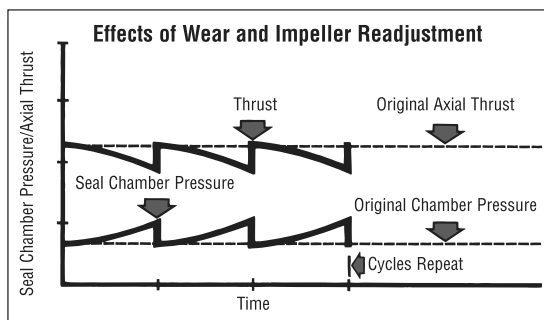 Effects of Wear and Impeller Readjustment
Seal Chamber Pressure/Axial Thrust
Thrust
Original Axial Thrust
Seal Chamber Pressure
Original Chamber Pressure
Cycles Repeat
Time